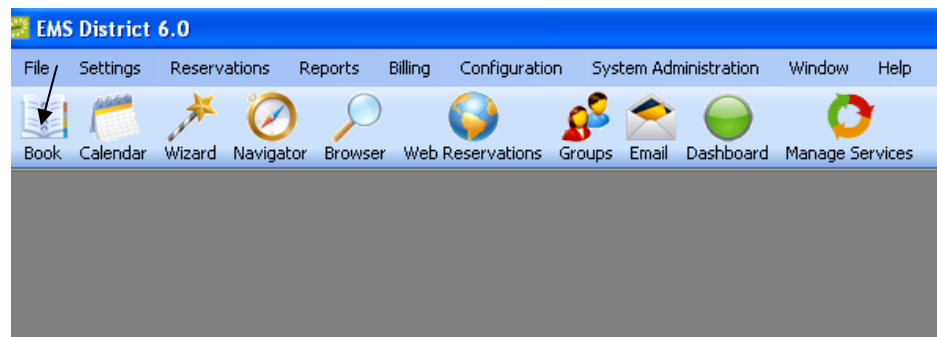 EMS District 6.0
File Settings Reservations Reports Billing Configuration System Administration Window Help
Book Calendar Wizard Navigator Browser Web Reservations Groups Email Dashboard Manage Services